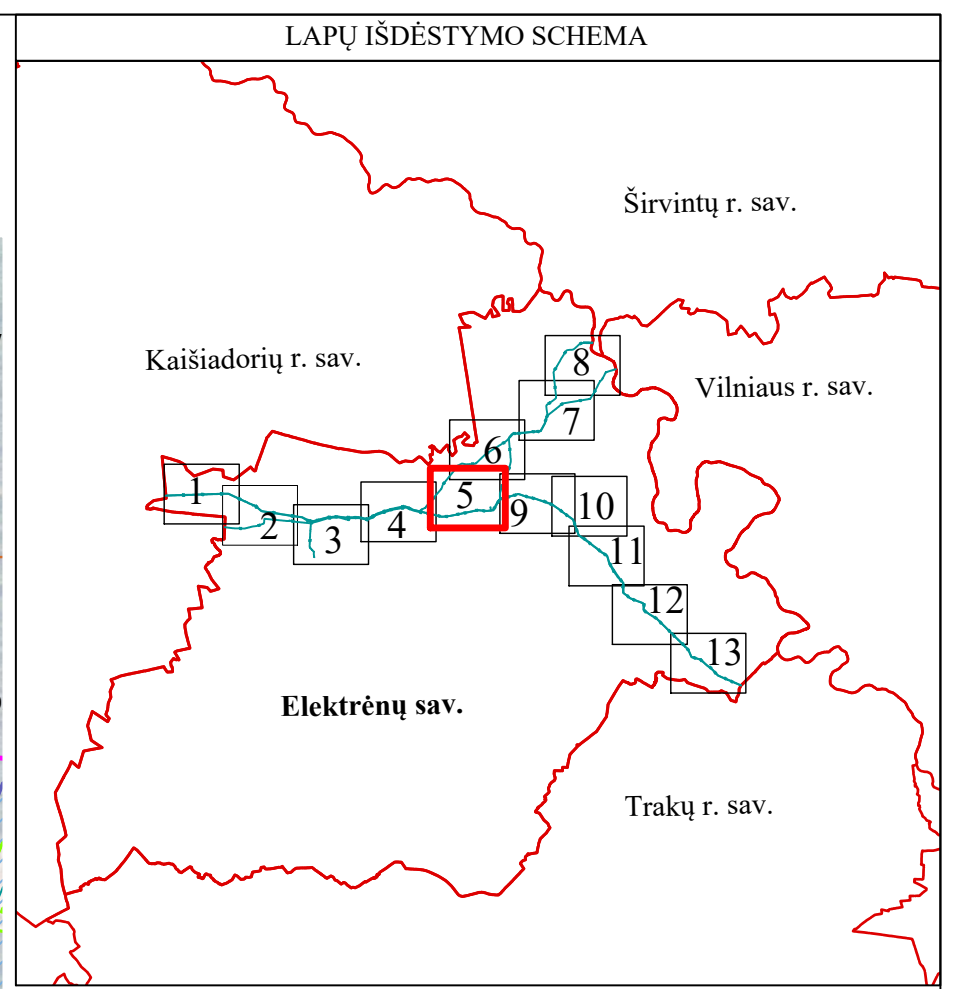 LAPŲ IŠDĖSTYMO SCHEMA
Širvintų r. sav.
Kaišiadorių r. sav.
8
Vilniaus r. sav.
7
6
1
5
2
4
9
10
3
11
12
13
Elektrėnų sav.
Trakų r. sav.